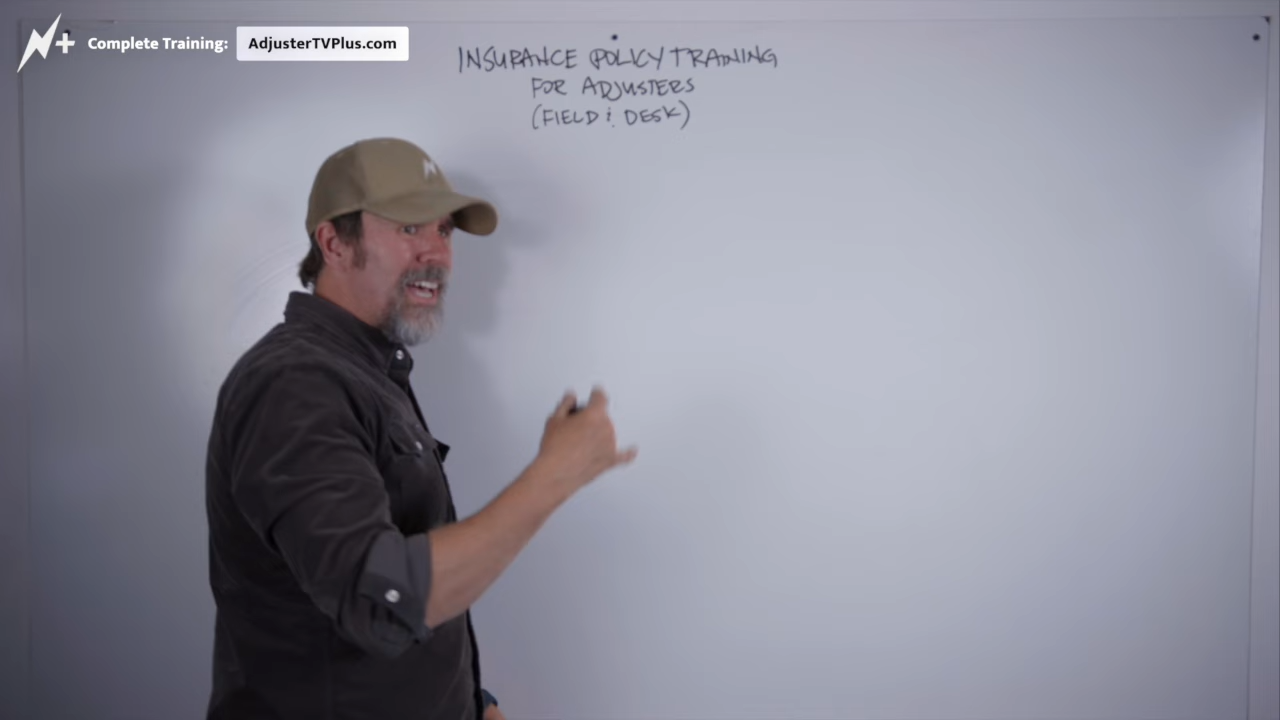 Complete Training: AdjusterTVPlus.com
INSURANCE POLICY TRAINING
FOR ADJUSTERS
(FIELD & DESK)